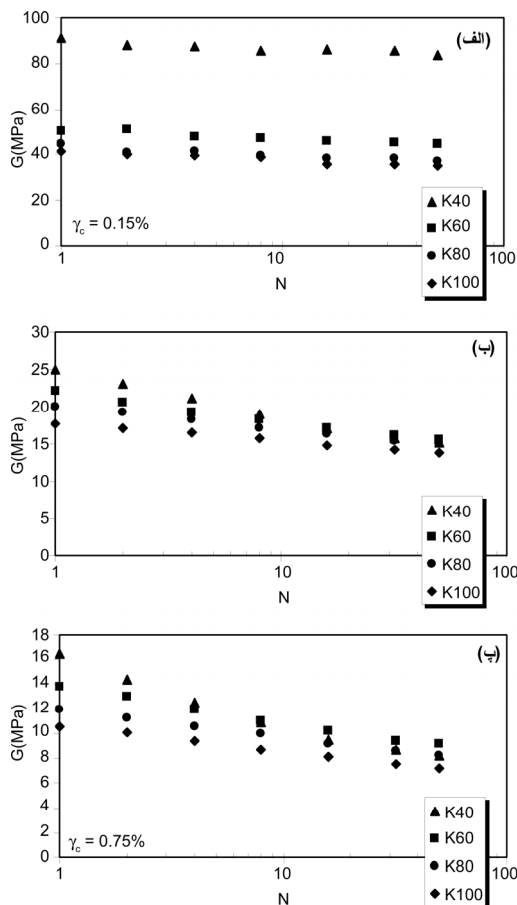 (الف)
100
80
60
40
20
0
G(MPa)
γc = 0.15%
1
10
100
N
K40
K60
K80
K100
(ب)
30
25
20
15
10
5
0
G(MPa)
1
10
100
N
K40
K60
K80
K100
(پ)
18
16
14
12
10
8
6
4
2
0
G(MPa)
γc = 0.75%
1
10
100
N
K40
K60
K80
K100